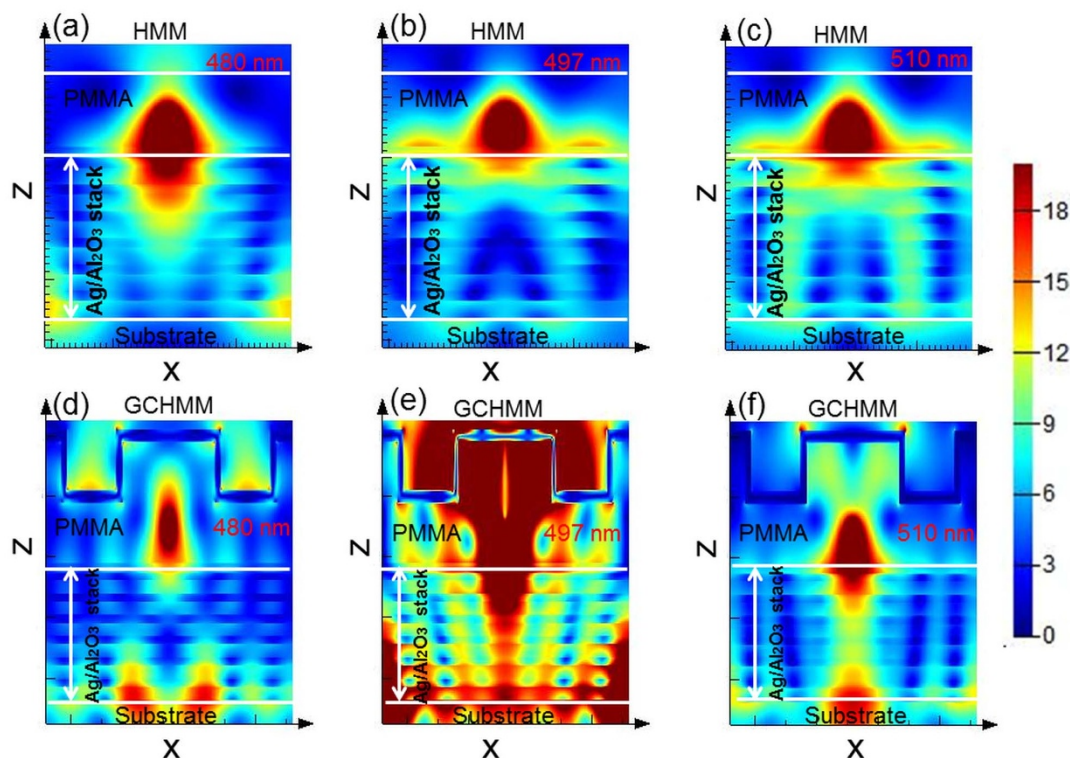 (a) HMM
480 nm
PMMA
Z
Ag/Al2O3 stack
Substrate
X
(b) HMM
497 nm
PMMA
Z
Ag/Al2O3 stack
Substrate
X
(c) HMM
510 nm
PMMA
Z
Ag/Al2O3 stack
Substrate
X
(d) GCHMM
PMMA
480 nm
Z
Ag/Al2O3 stack
Substrate
X
(e) GCHMM
PMMA
497 nm
Z
Ag/Al2O3 stack
Substrate
X
(f) GCHMM
PMMA
510 nm
Z
Ag/Al2O3 stack
Substrate
X
18
15
12
9
6
3
0